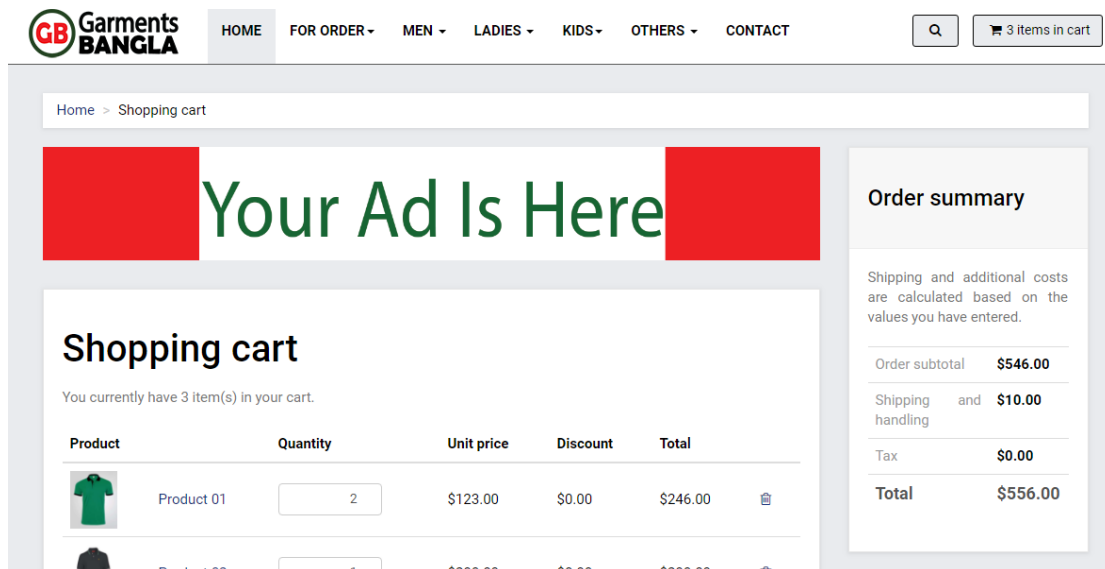 GB Garments BANGLA
HOME FOR ORDER MEN LADIES KIDS OTHERS CONTACT 3 items in cart
Home > Shopping cart
Your Ad Is Here
Order summary
Shipping and additional costs
are calculated based on the
values you have entered.
Order subtotal $546.00
Shipping and $10.00
handling
Tax $0.00
Total $556.00
Shopping cart
You currently have 3 item(s) in your cart.
Product Quantity Unit price Discount Total
Product 01 2 $123.00 $0.00 $246.00